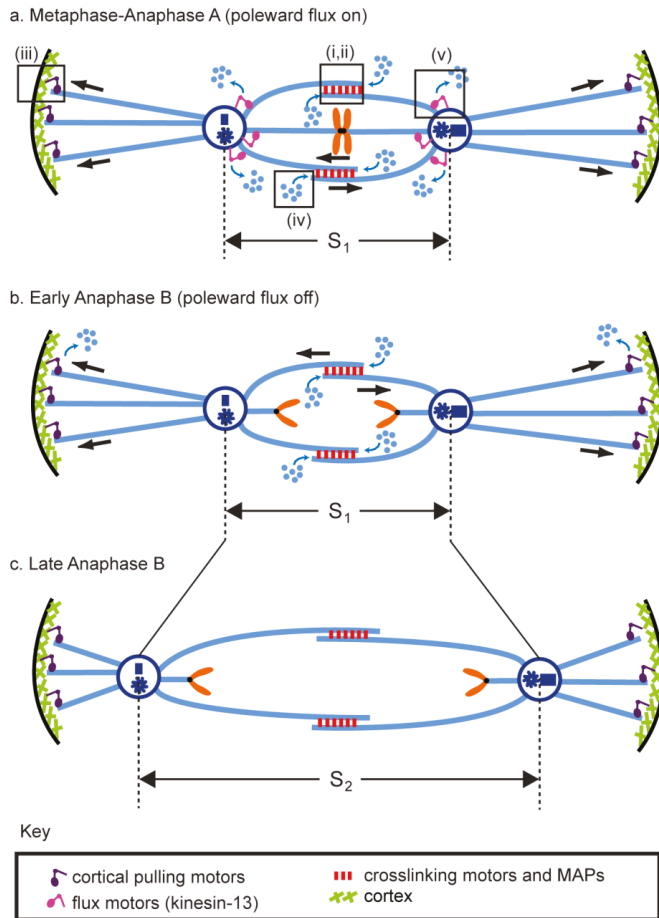 a. Metaphase-Anaphase A (poleward flux on)
(iii)
(i,ii)
(v)
(iv)
S1
b. Early Anaphase B (poleward flux off)
S1
c. Late Anaphase B
S2
Key
cortical pulling motors
crosslinking motors and MAPs
flux motors (kinesin-13)
cortex